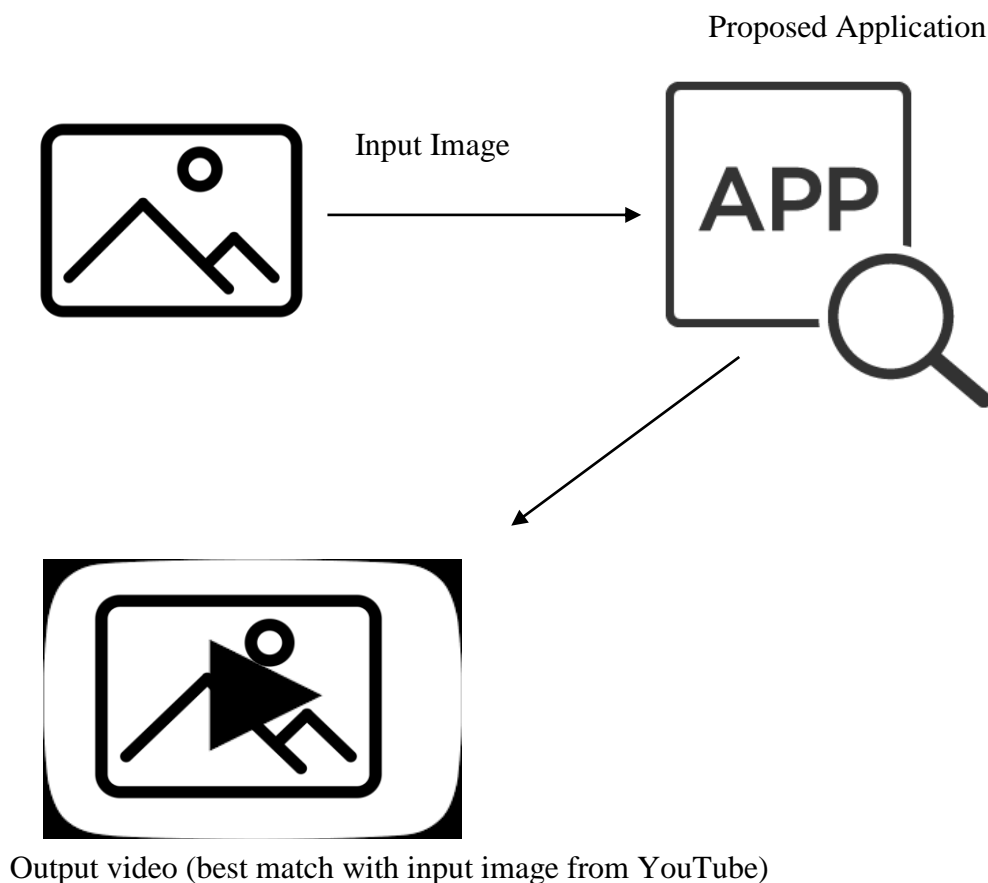 Proposed Application
Input Image
APP
Output video (best match with input image from YouTube)